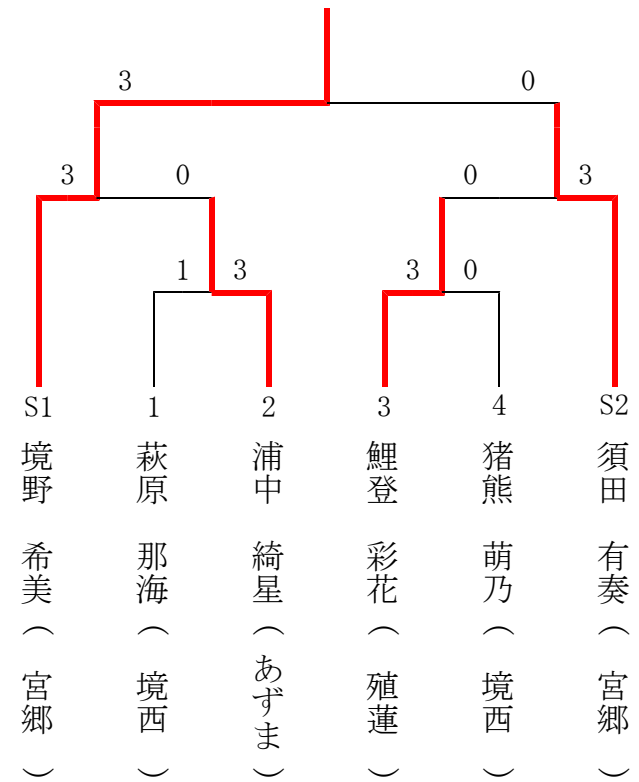 3 0
3 0 0 3
1 3 3 0
S1 1 2 3 4 S2
境野 希美（宮郷）
萩原 那海（境西）
浦中 綺星（あずま）
鯉登 彩花（殖蓮）
猪熊 萌乃（境西）
須田 有奏（宮郷）